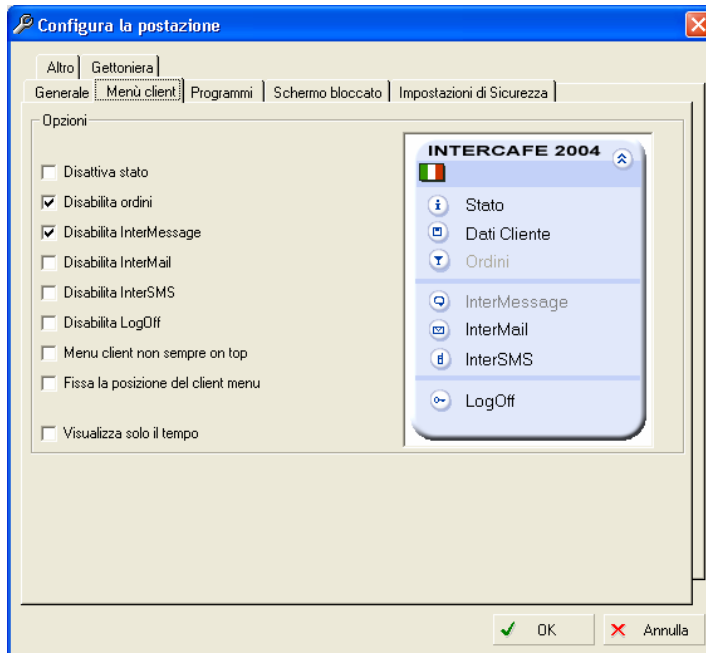 Configura la postazione
Altro Gettoniera
Generale Menù client Programmi Schermo bloccato Impostazioni di Sicurezza
Opzioni
Disattiva stato
Disabilita ordini
Disabilita InterMessage
Disabilita InterMail
Disabilita InterSMS
Disabilita LogOff
Menu client non sempre on top
Fissa la posizione del client menu
Visualizza solo il tempo
INTERCAFE 2004
Stato
Dati Cliente
Ordini
InterMessage
InterMail
InterSMS
LogOff
OK Annulla